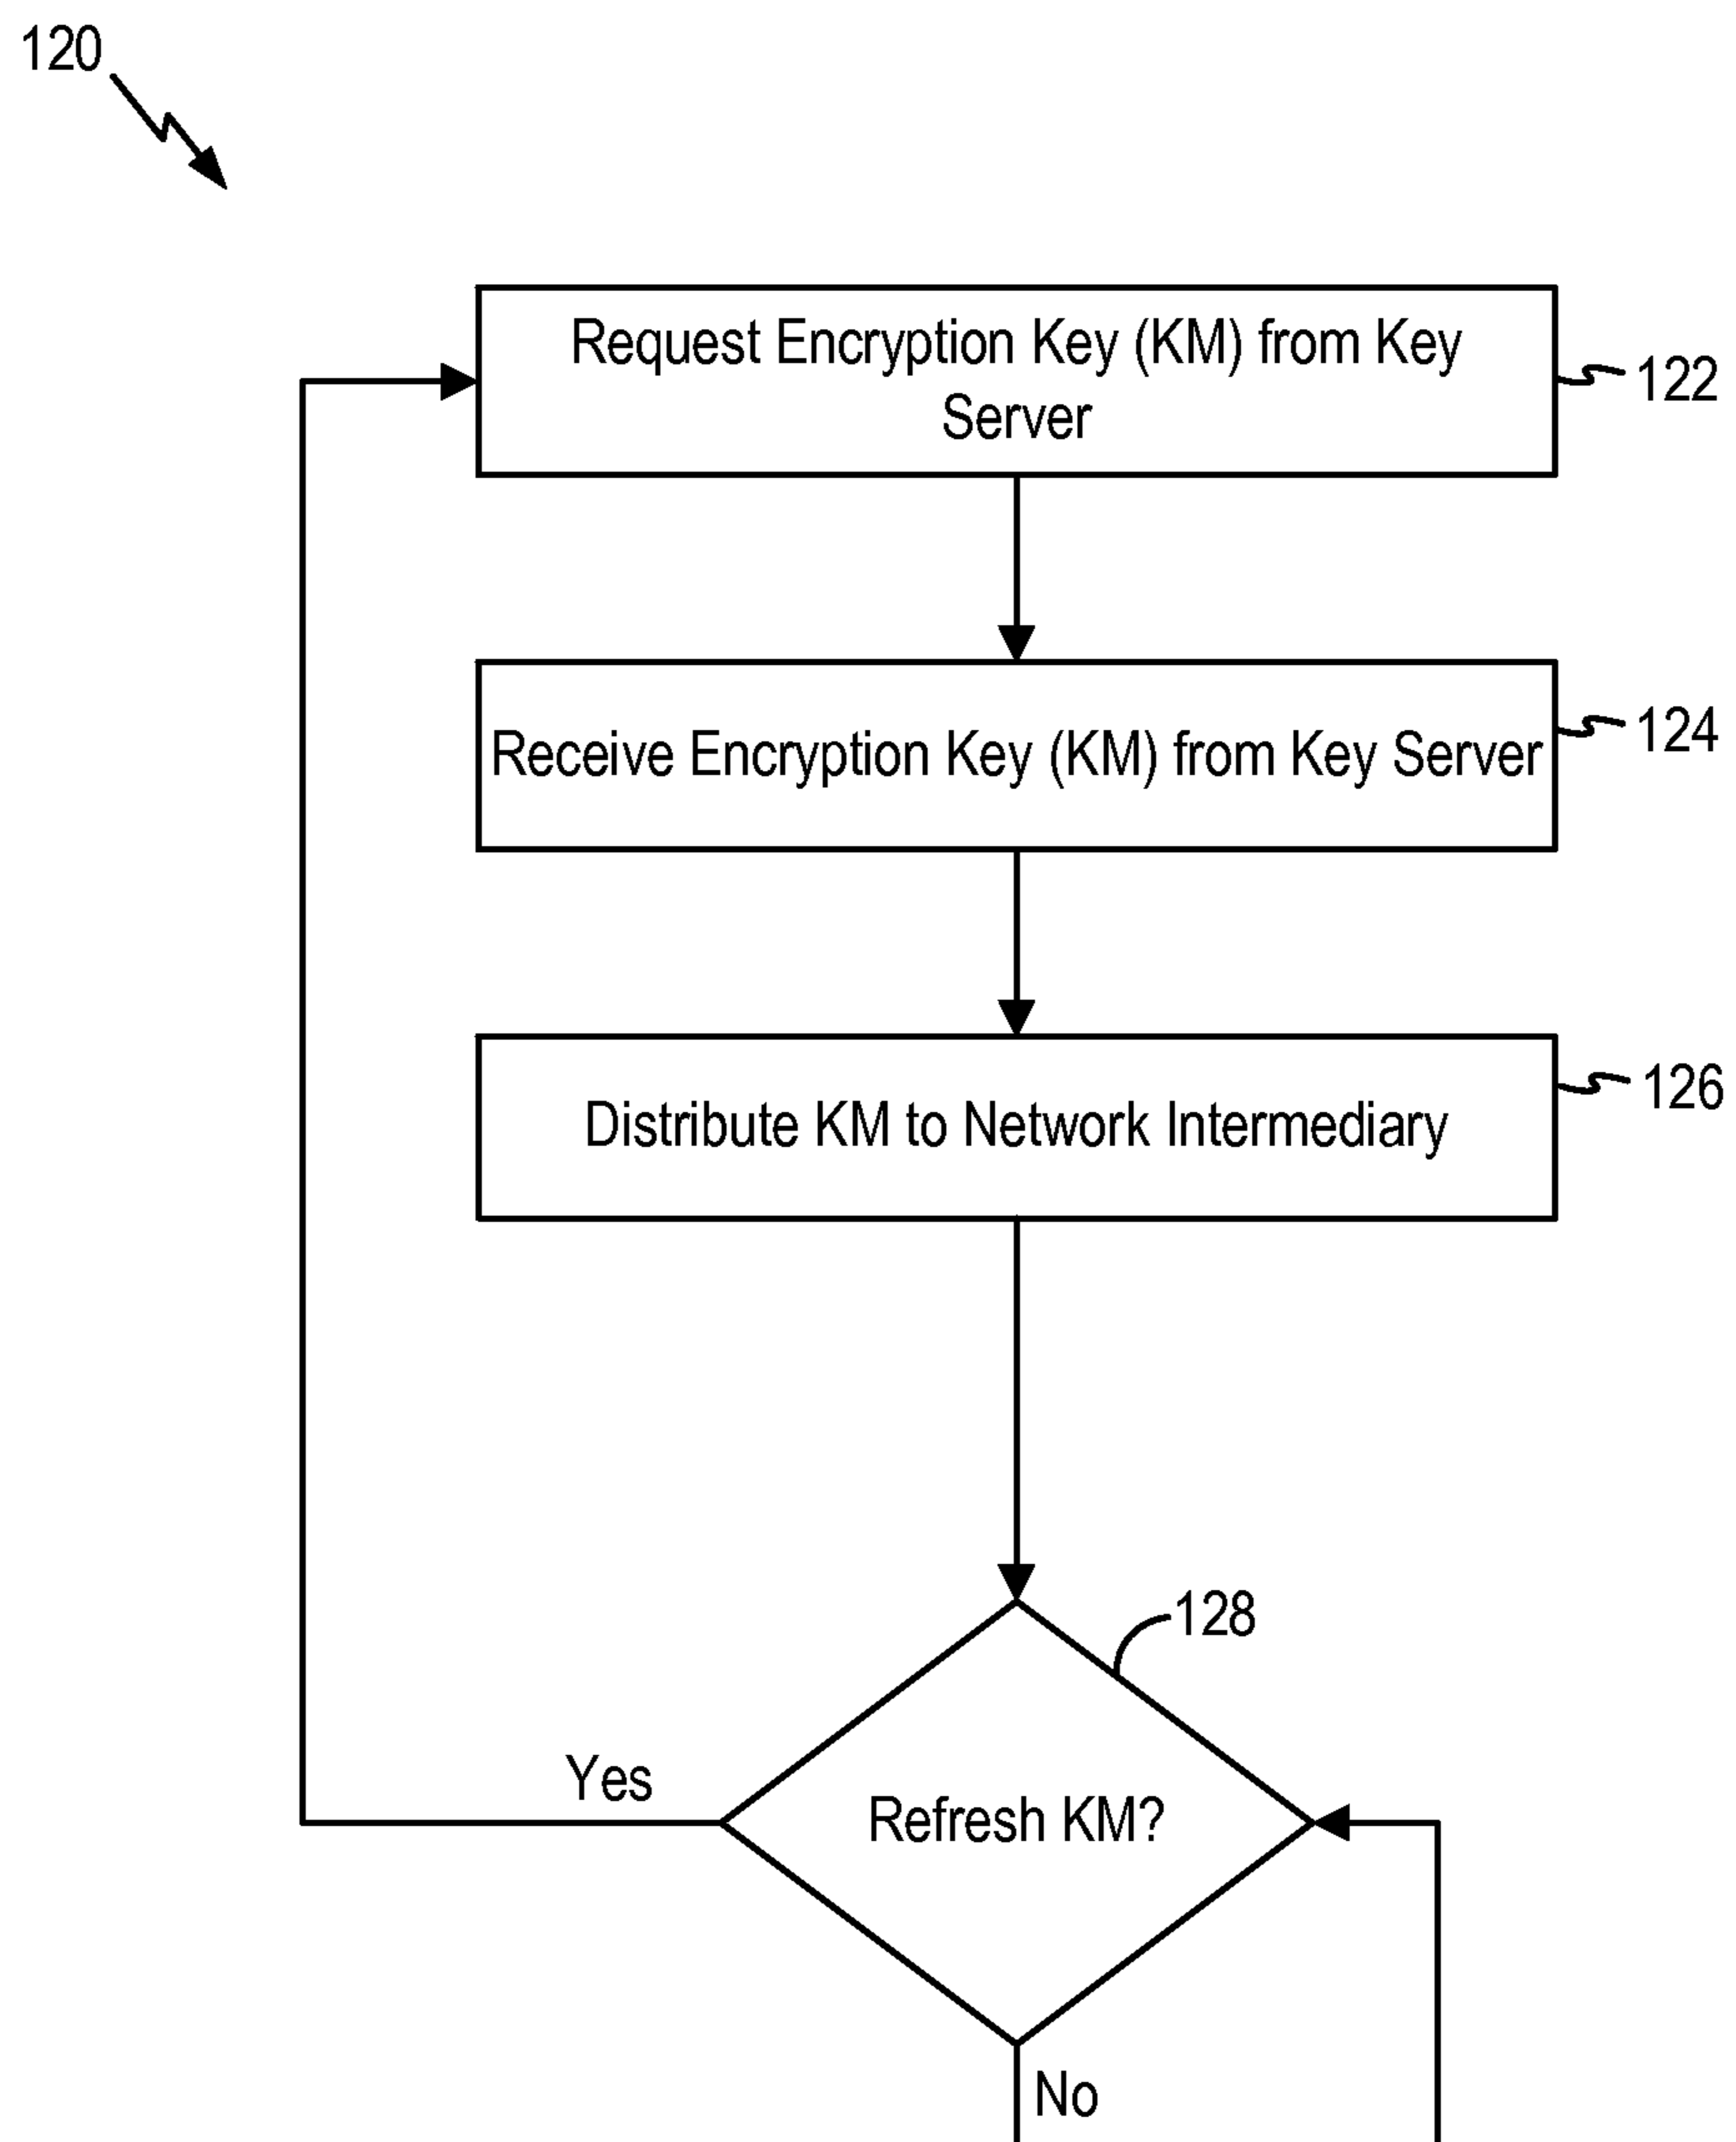 120
Request Encryption Key (KM) from Key
Server
122
Receive Encryption Key (KM) from Key Server
124
Distribute KM to Network Intermediary
126
128
Yes
Refresh KM?
No